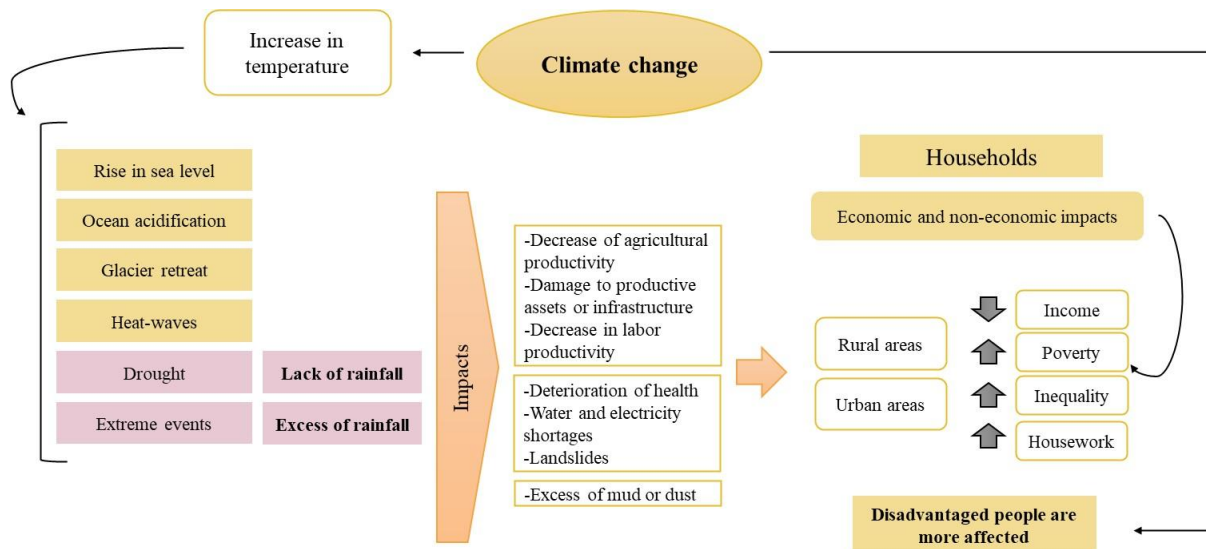 Increase in
temperature
Climate change
Rise in sea level
Ocean acidification
Glacier retreat
Heat-waves
Drought
Lack of rainfall
Extreme events
Excess of rainfall
Impacts
-Decrease of agricultural
productivity
-Damage to productive
assets or infrastructure
-Decrease in labor
productivity
-Deterioration of health
-Water and electricity
shortages
-Landslides
-Excess of mud or dust
Households
Economic and non-economic impacts
Rural areas
Urban areas
Income
Poverty
Inequality
Housework
Disadvantaged people are
more affected